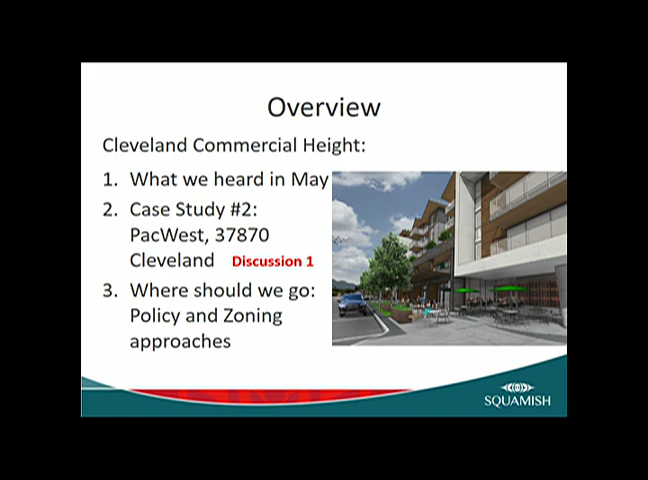 Overview
Cleveland Commercial Height:
1. What we heard in May
2. Case Study #2:
PacWest, 37870
Cleveland Discussion 1
3. Where should we go:
Policy and Zoning
approaches
SQUAMISH